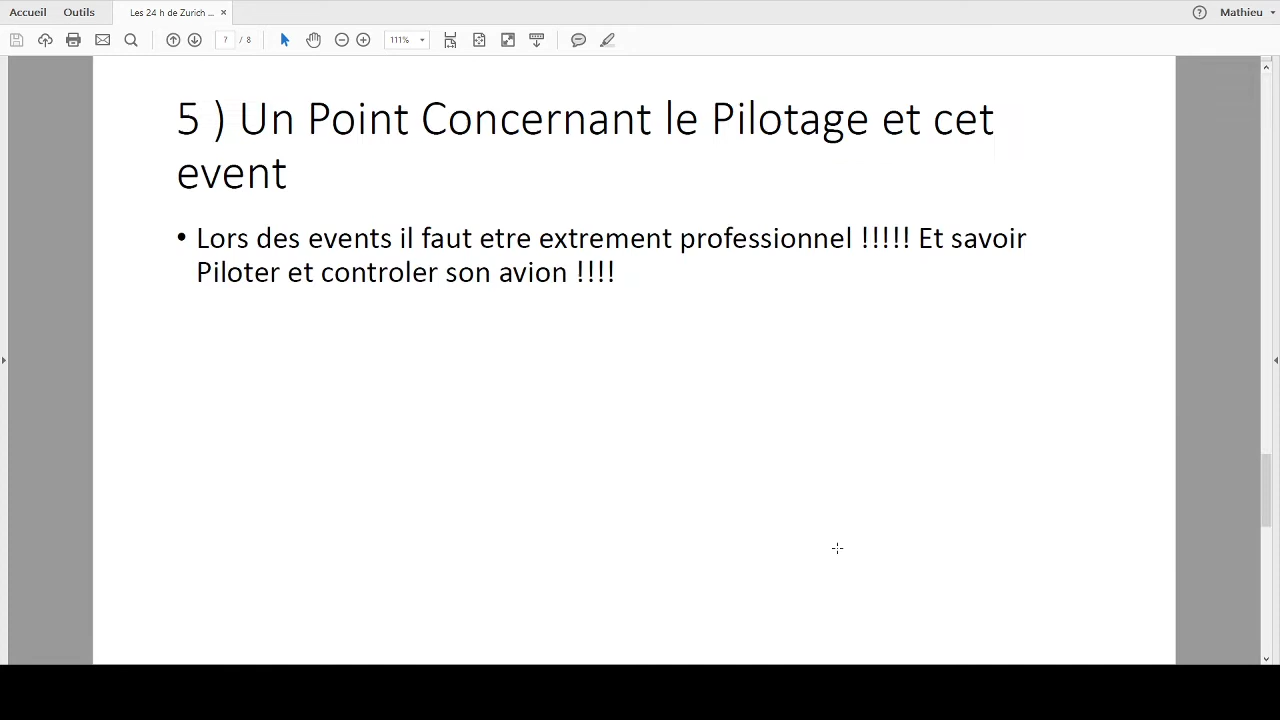 Accueil Outils Les 24 h de Zurich ... × Mathieu
7 / 8 111%
5 ) Un Point Concernant le Pilotage et cet
event
• Lors des events il faut etre extrement professionnel !!!!! Et savoir
Piloter et controler son avion !!!!